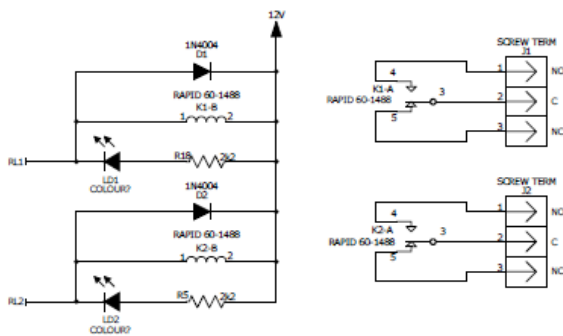 12V
1N4004
D1
RAPID 60-1488
K1-B
1 2
RL1
R18 2k2
LD1
COLOUR?
1N4004
D2
RAPID 60-1488
K2-B
1 2
RL2
R5 2k2
LD2
COLOUR?
SCREW TERM
J1
4 1 NO
K1-A 3 2 C
RAPID 60-1488
5 3 NC
SCREW TERM
J2
4 1 NO
K2-A 3 2 C
RAPID 60-1488
5 3 NC